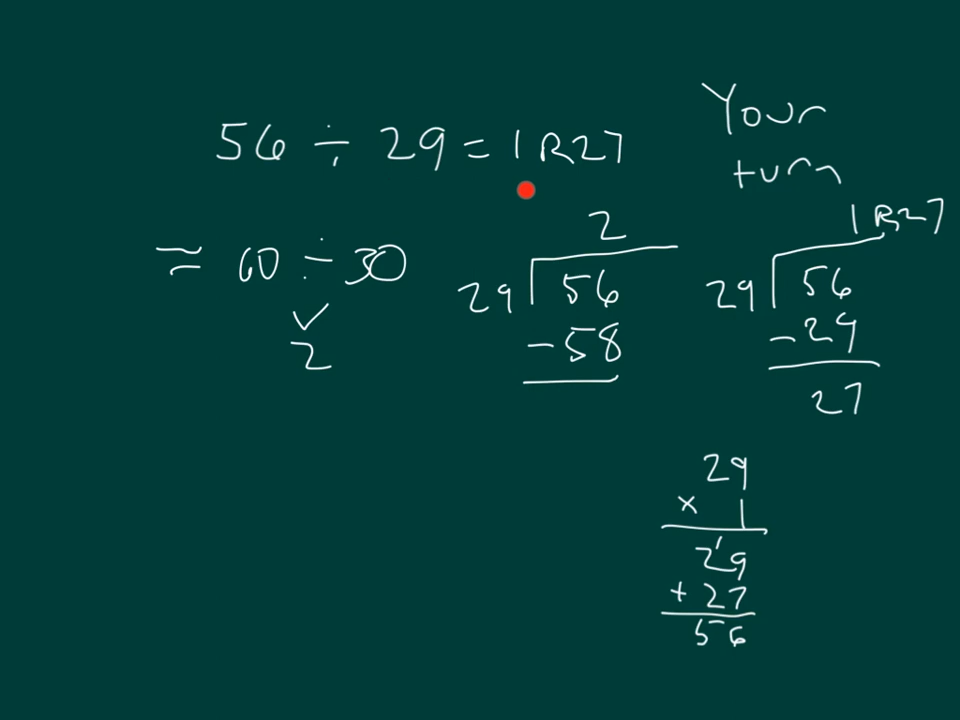 56 ÷ 29 = 1 R27
Your
turn
≈ 60 ÷ 30
✓
2
2
29 56
-58
1 R27
29 56
-29
27
29
× 1
1
29
+ 27
56